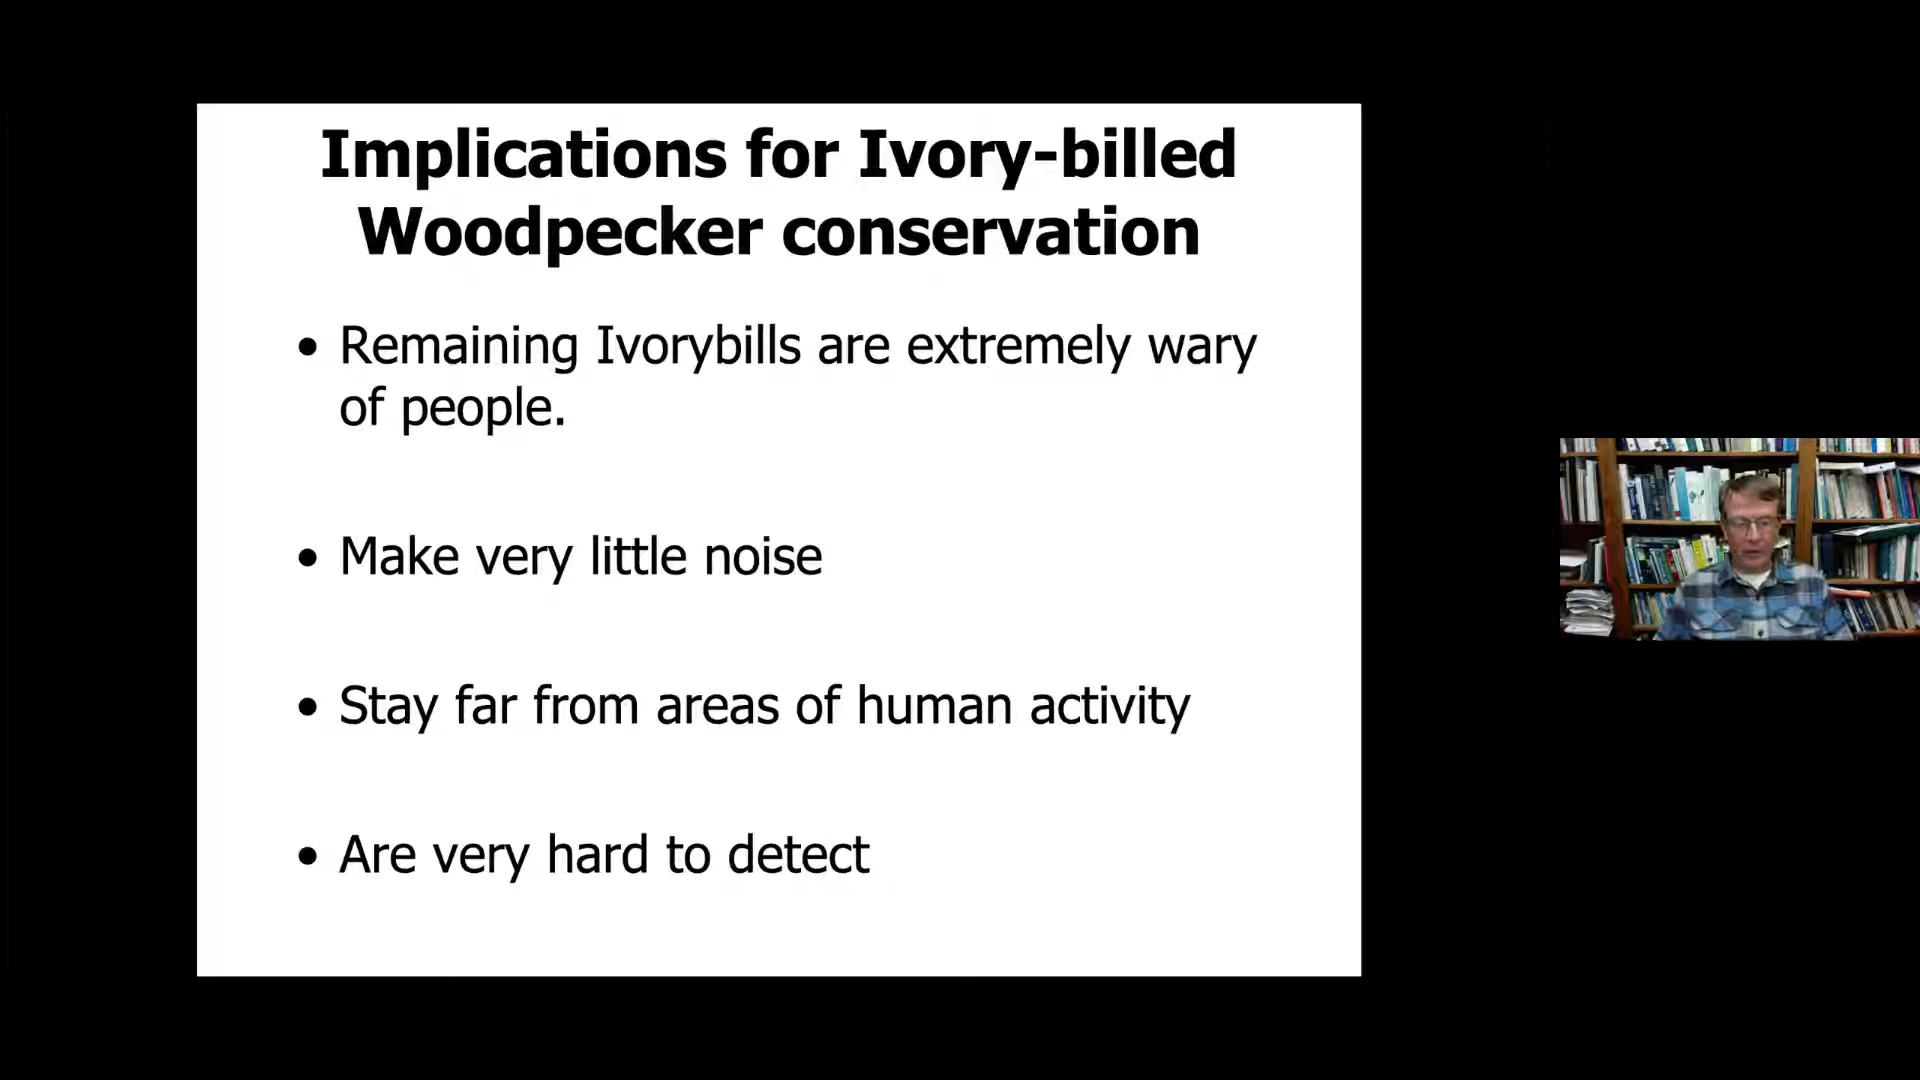 Implications for Ivory-billed
Woodpecker conservation
• Remaining Ivorybills are extremely wary
of people.
• Make very little noise
• Stay far from areas of human activity
• Are very hard to detect